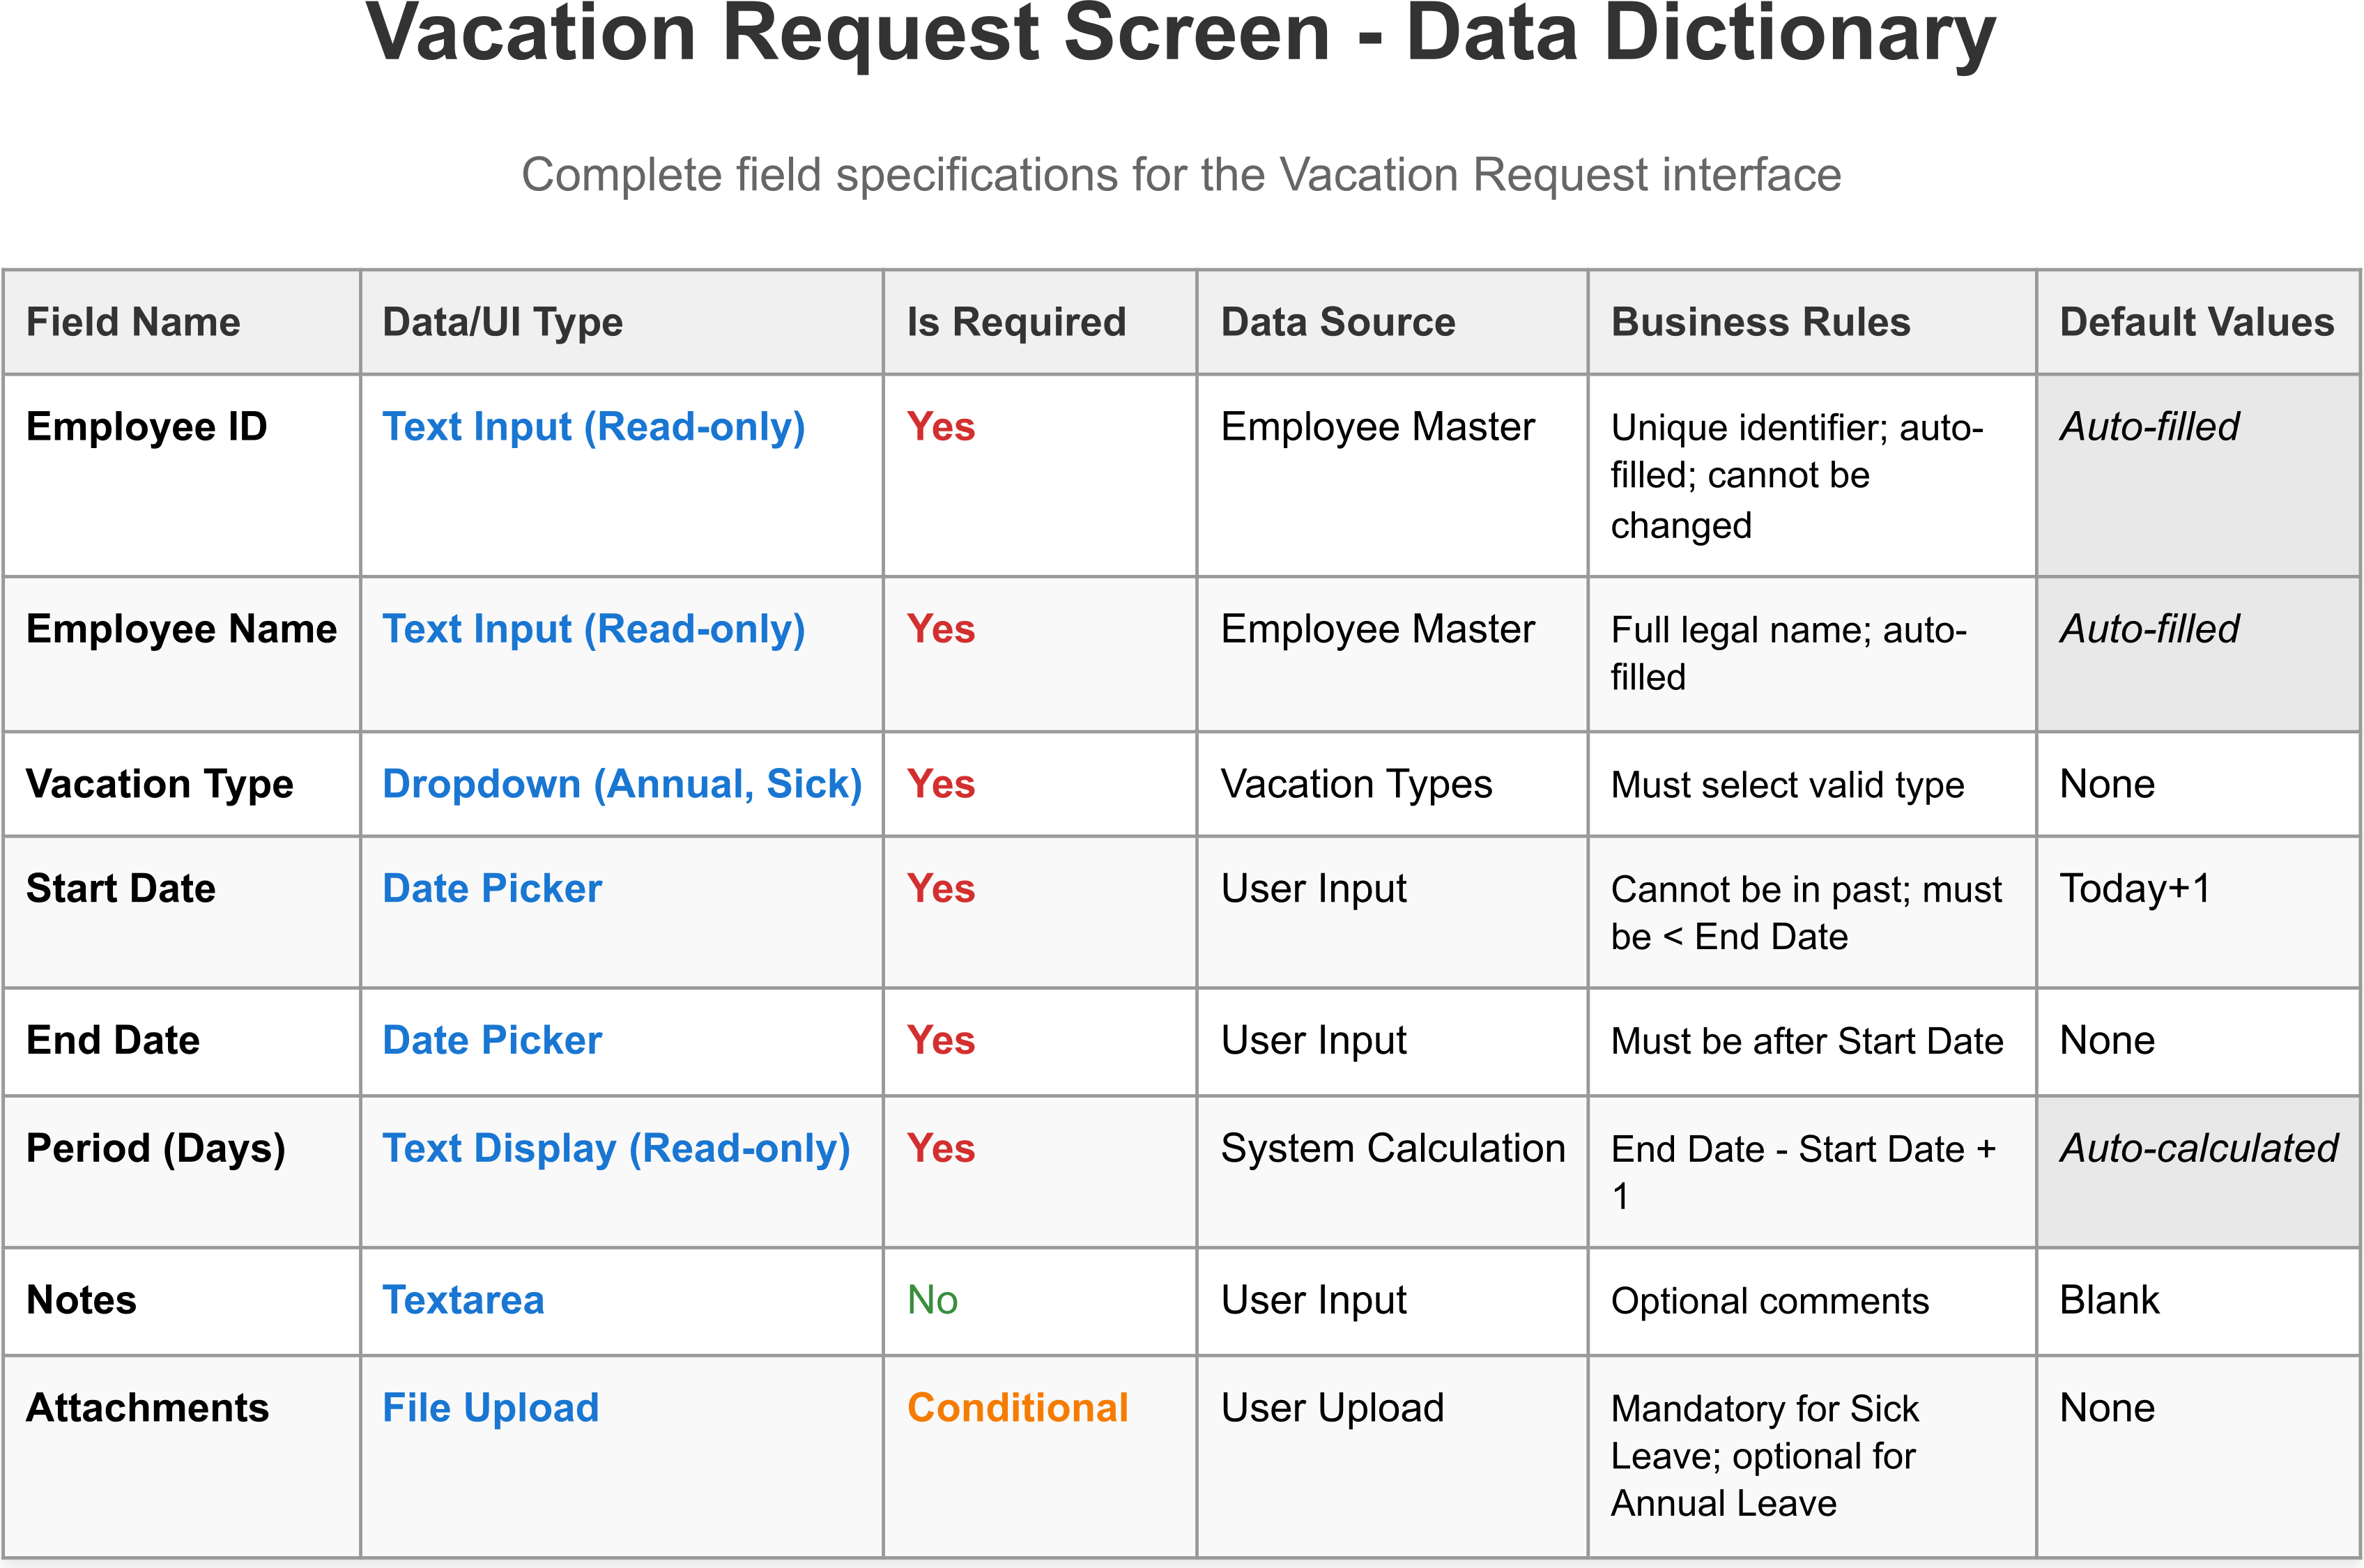 Vacation Request Screen - Data Dictionary
Complete field specifications for the Vacation Request interface
Field Name Data/UI Type Is Required Data Source Business Rules Default Values
Employee ID Text Input (Read-only) Yes Employee Master Unique identifier; auto- Auto-filled
filled; cannot be
changed
Employee Name Text Input (Read-only) Yes Employee Master Full legal name; auto- Auto-filled
filled
Vacation Type Dropdown (Annual, Sick) Yes Vacation Types Must select valid type None
Start Date Date Picker Yes User Input Cannot be in past; must Today+1
be < End Date
End Date Date Picker Yes User Input Must be after Start Date None
Period (Days) Text Display (Read-only) Yes System Calculation End Date - Start Date + Auto-calculated
1
Notes Textarea No User Input Optional comments Blank
Attachments File Upload Conditional User Upload Mandatory for Sick None
Leave; optional for
Annual Leave